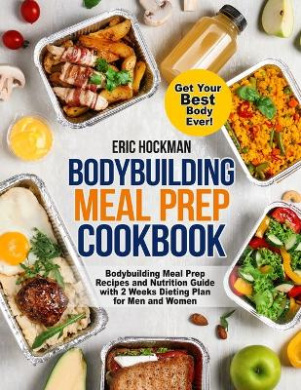 Get Your
Best
Body
Ever!
ERIC HOCKMAN
BODYBUILDING
MEAL PREP
COOKBOOK
Bodybuilding Meal Prep
Recipes and Nutrition Guide
with 2 Weeks Dieting Plan
for Men and Women